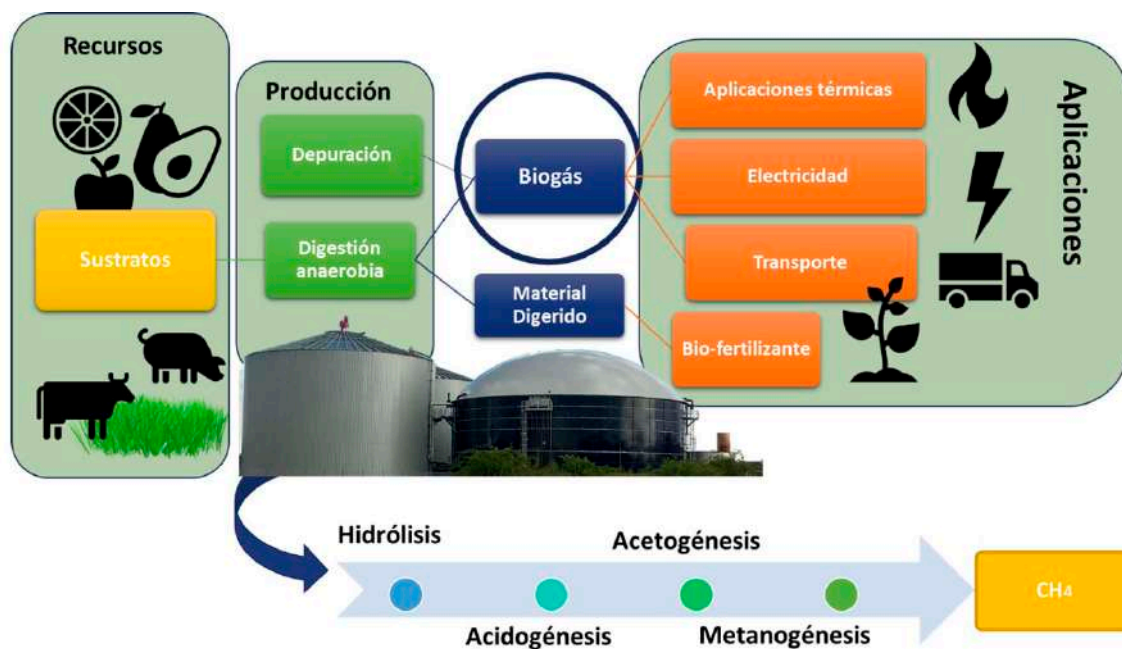 Recursos
Sustratos
Producción
Depuración
Digestión
anaerobia
Biogás
Material
Digerido
Aplicaciones térmicas
Electricidad
Transporte
Bio-fertilizante
Aplicaciones
Hidrólisis
Acidogénesis
Acetogénesis
Metanogénesis
CH4